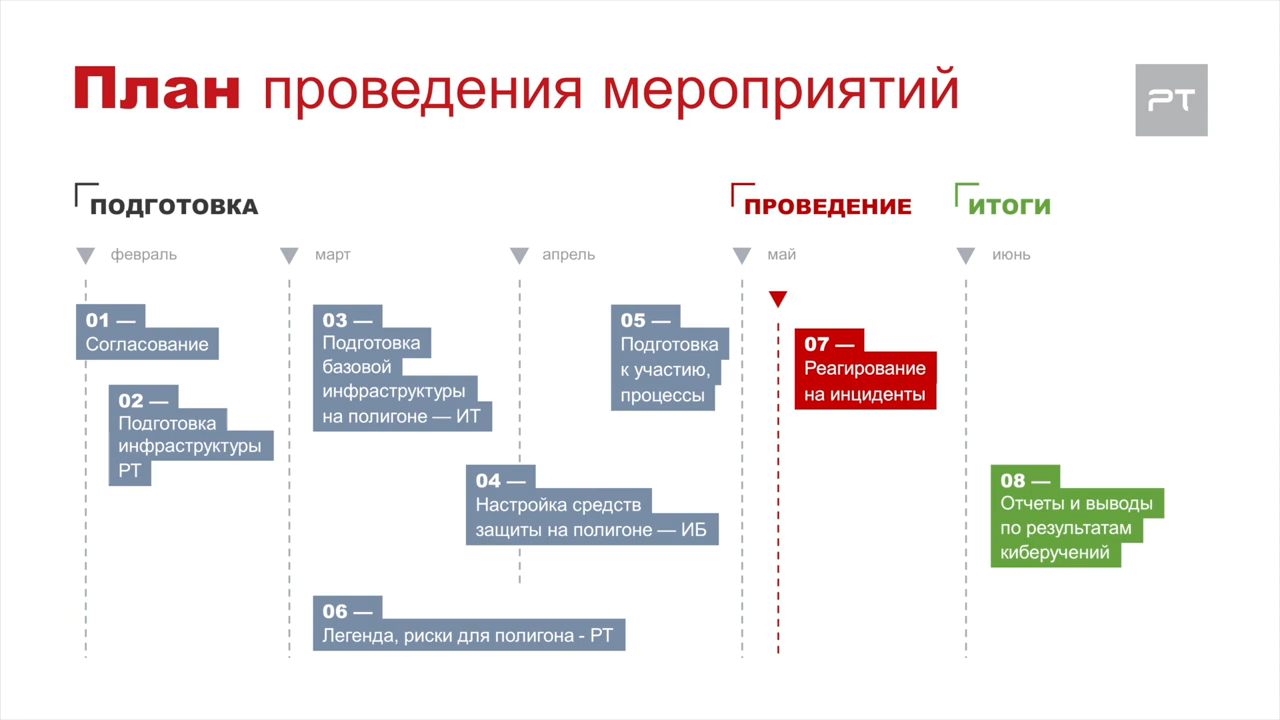 План проведения мероприятий
PT
ПОДГОТОВКА
ПРОВЕДЕНИЕ
ИТОГИ
февраль
март
апрель
май
июнь
01 —
Согласование
02 —
Подготовка
инфраструктуры
PT
03 —
Подготовка
базовой
инфраструктуры
на полигоне — ИТ
04 —
Настройка средств
защиты на полигоне — ИБ
05 —
Подготовка
к участию,
процессы
06 —
Легенда, риски для полигона - РТ
07 —
Реагирование
на инциденты
08 —
Отчеты и выводы
по результатам
киберучений